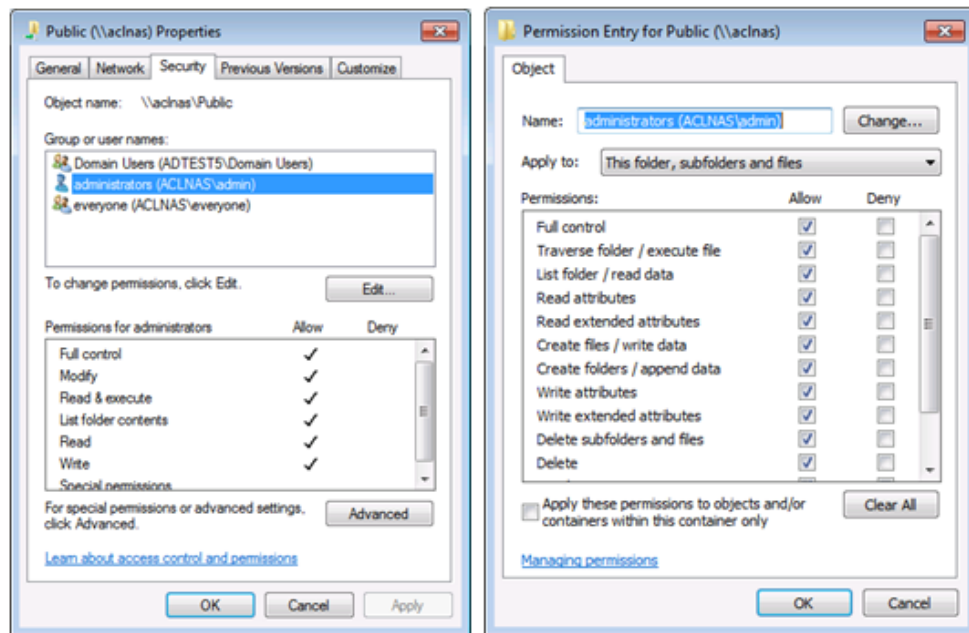 Public (\\aclnas) Properties
General Network Security Previous Versions Customize
Object name: \\aclnas\Public
Group or user names:
Domain Users (ADTEST5\Domain Users)
administrators (ACLNAS\admin)
everyone (ACLNAS\everyone)
To change permissions, click Edit.
Edit...
Permissions for administrators Allow Deny
Full control
Modify
Read & execute
List folder contents
Read
Write
Special permissions
For special permissions or advanced settings,
click Advanced.
Advanced
Learn about access control and permissions
OK Cancel Apply
Permission Entry for Public (\\aclnas)
Object
Name: administrators (ACLNAS\admin) Change...
Apply to: This folder, subfolders and files
Permissions: Allow Deny
Full control
Traverse folder / execute file
List folder / read data
Read attributes
Read extended attributes
Create files / write data
Create folders / append data
Write attributes
Write extended attributes
Delete subfolders and files
Delete
Apply these permissions to objects and/or
containers within this container only
Clear All
Managing permissions
OK Cancel